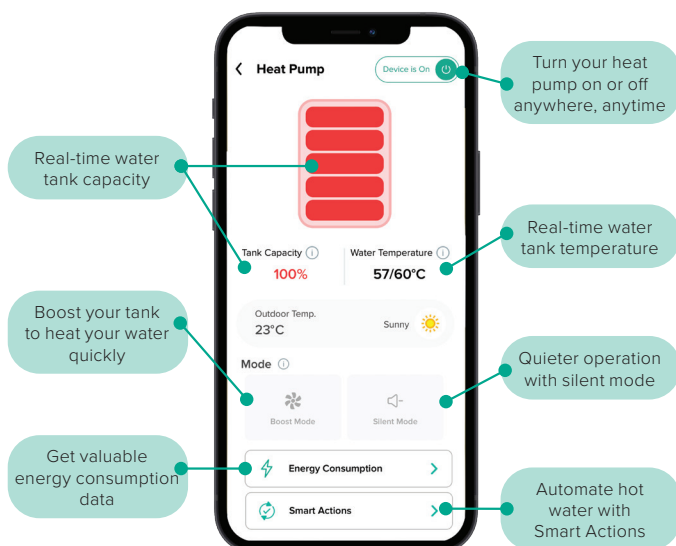 Heat Pump
Device is On
Turn your heat
pump on or off
anywhere, anytime
Real-time water
tank capacity
Tank Capacity
100%
Water Temperature
57/60°C
Real-time water
tank temperature
Boost your tank
to heat your water
quickly
Outdoor Temp.
23°C
Sunny
Mode
Boost Mode
Silent Mode
Quieter operation
with silent mode
Get valuable
energy consumption
data
Energy Consumption
Smart Actions
Automate hot
water with
Smart Actions